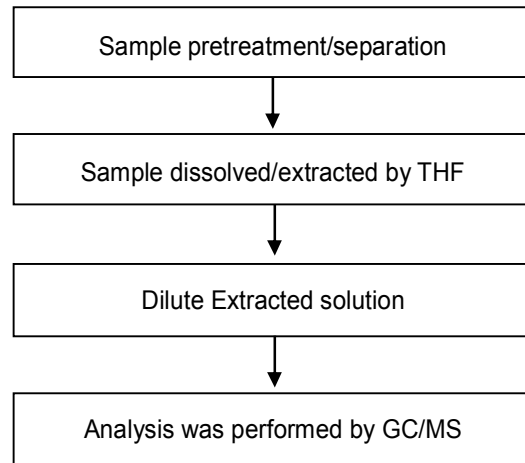 Sample pretreatment/separation
Sample dissolved/extracted by THF
Dilute Extracted solution
Analysis was performed by GC/MS